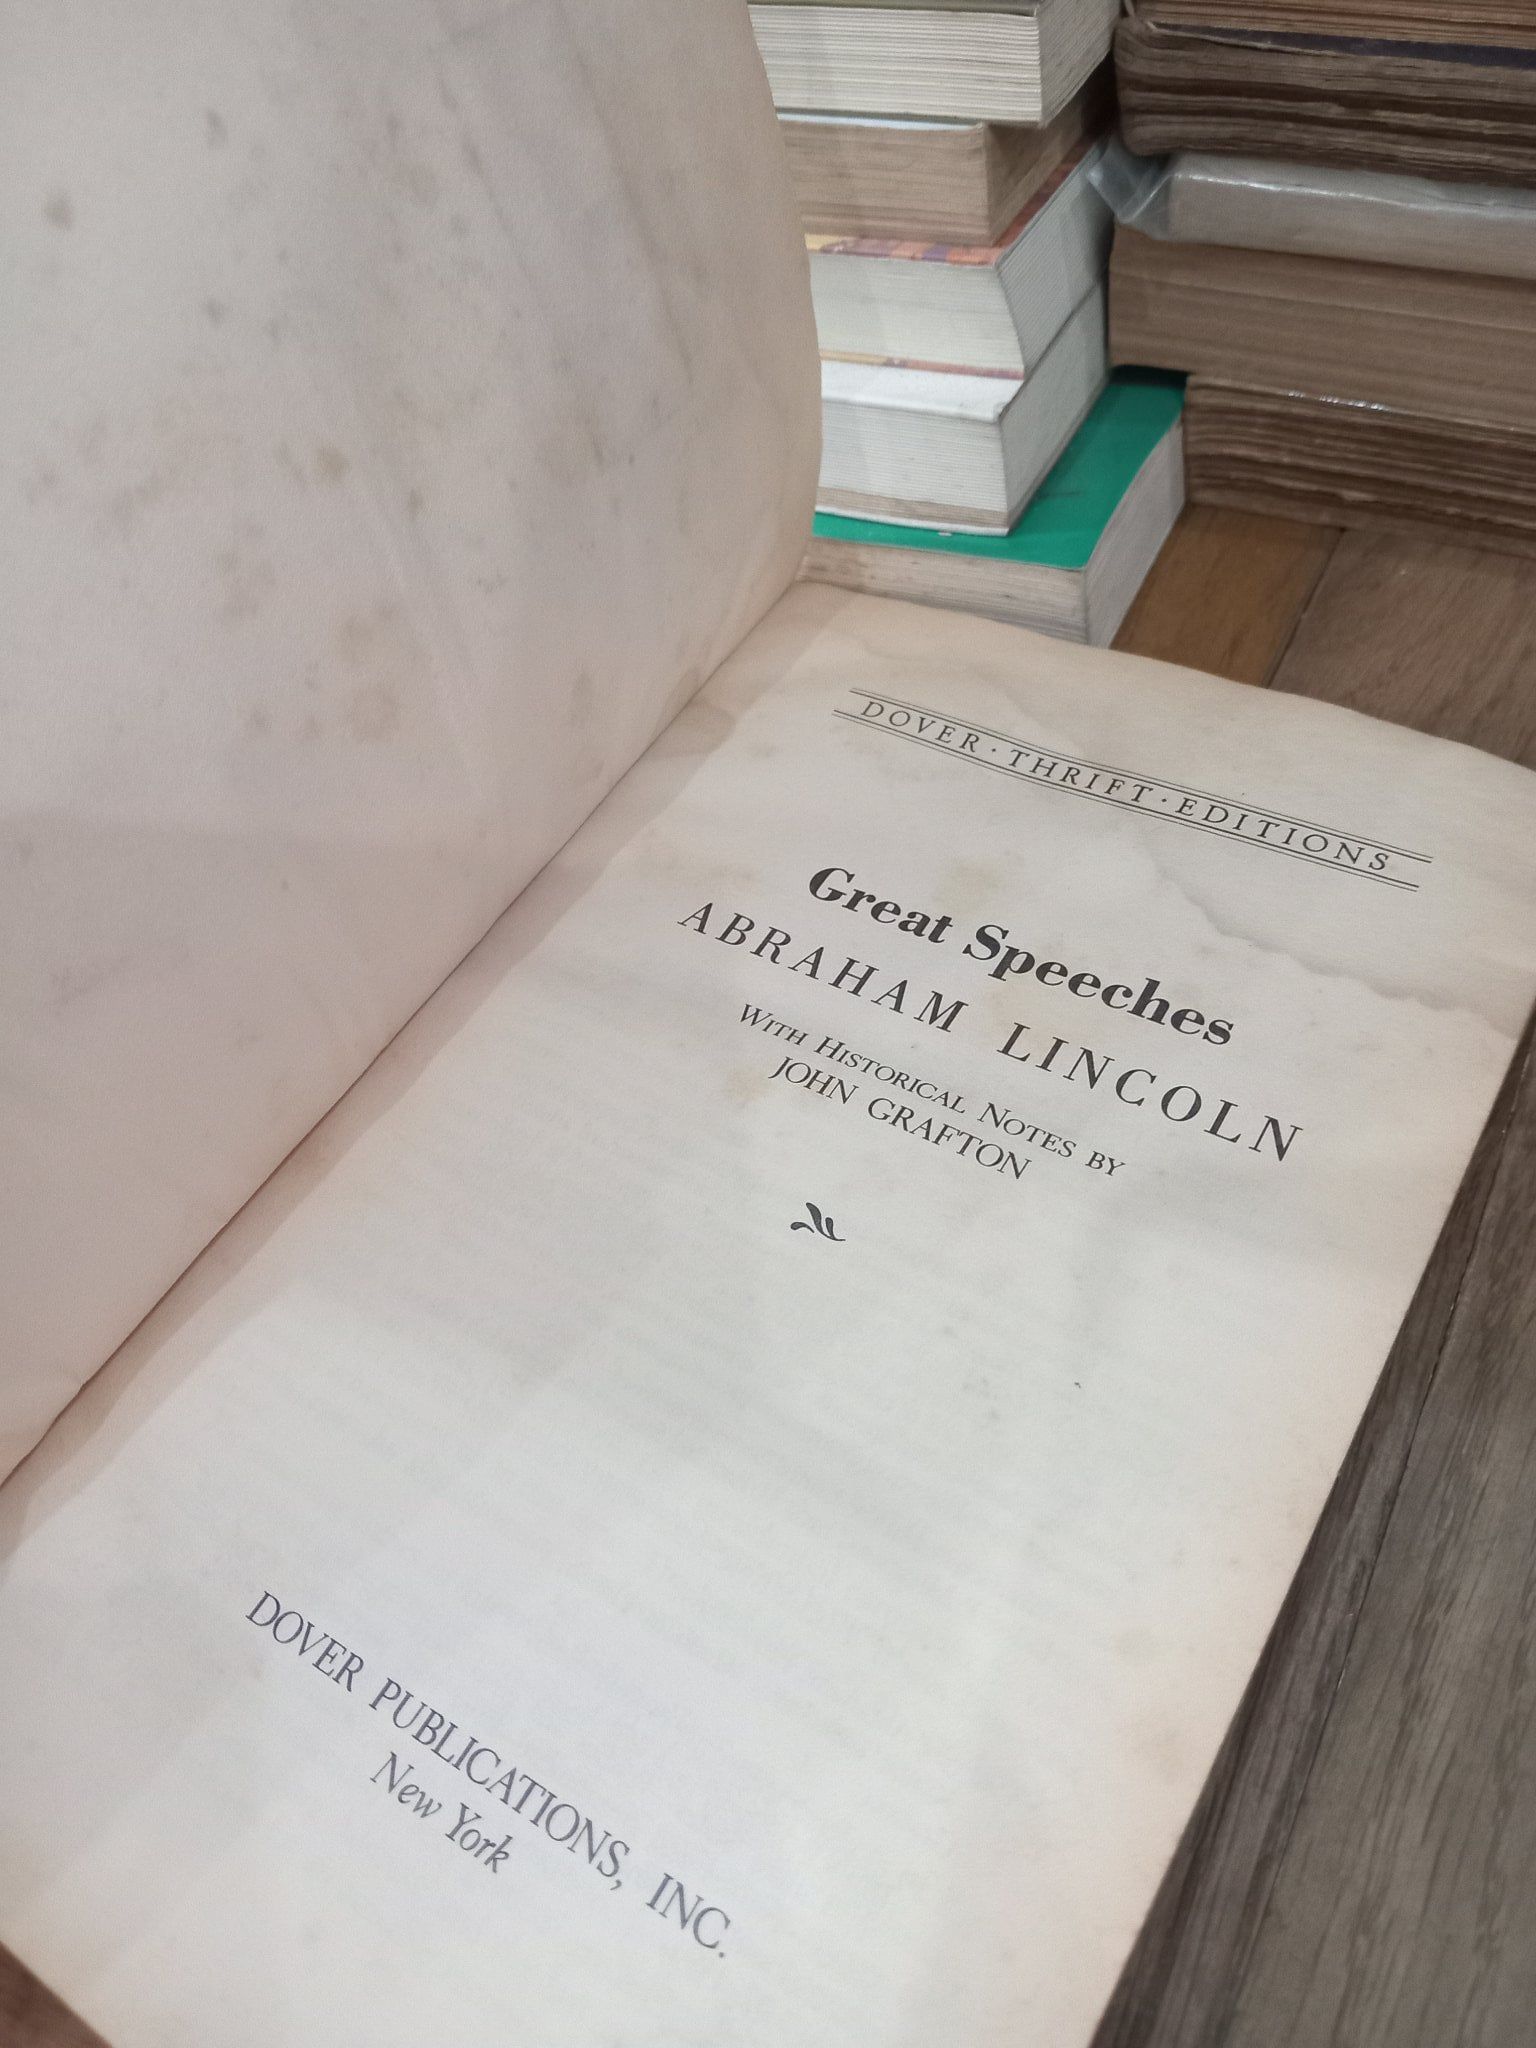 DOVER · THRIFT · EDITIONS
Great Speeches
ABRAHAM LINCOLN
WITH HISTORICAL NOTES BY
JOHN GRAFTON
DOVER PUBLICATIONS, INC.
New York